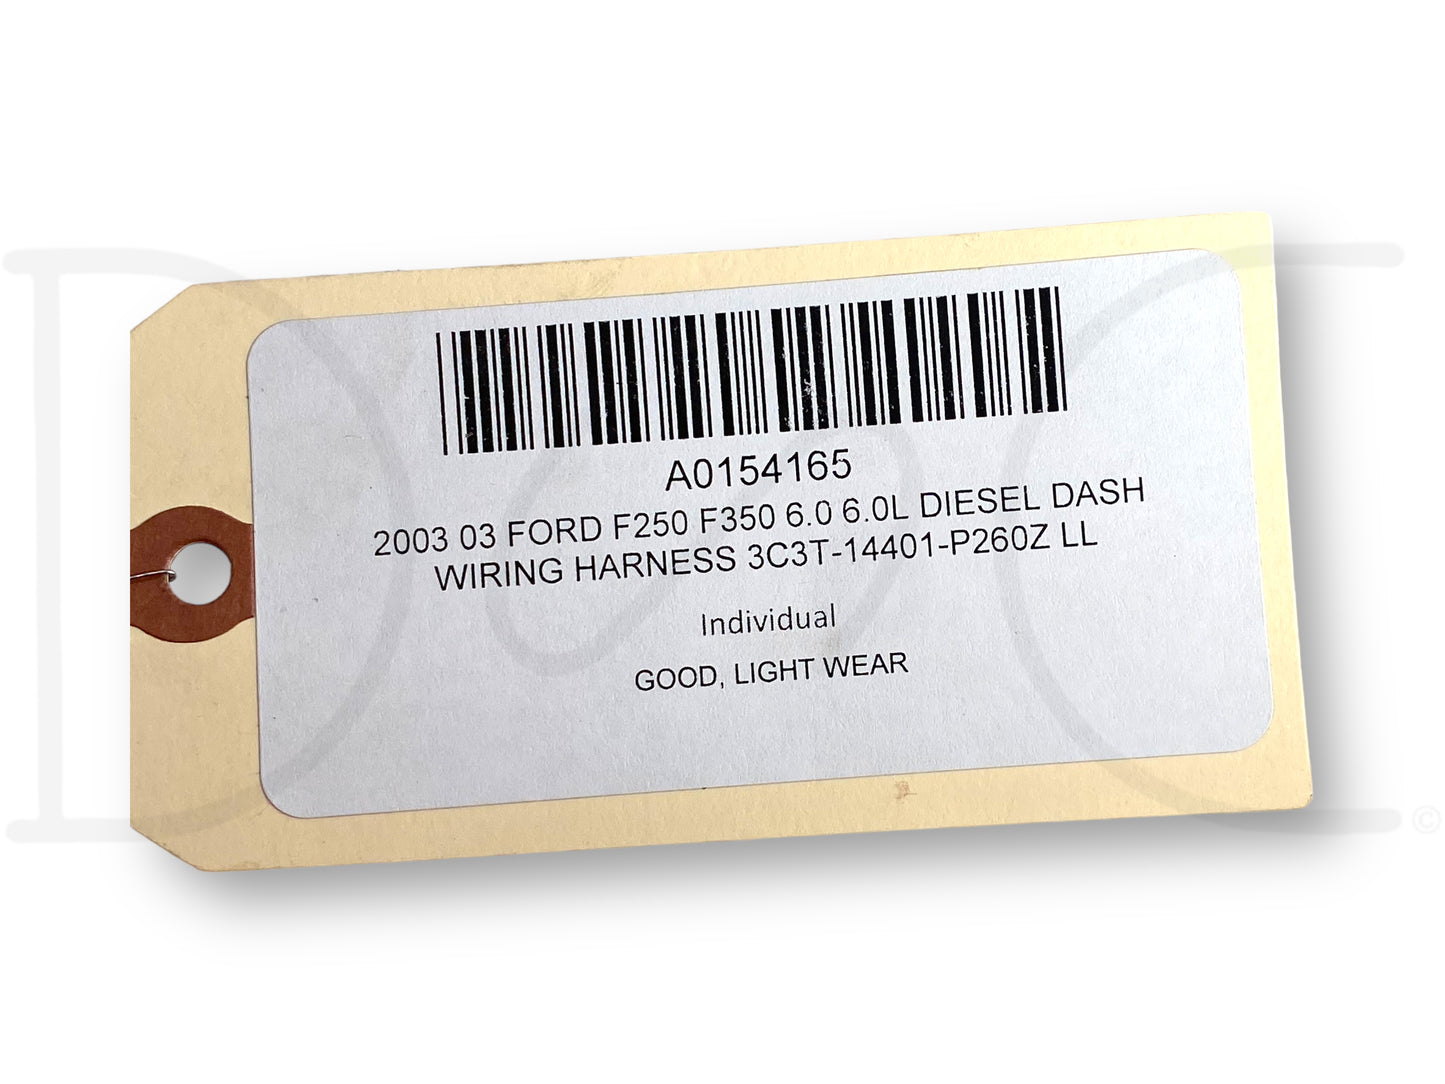 A0154165
2003 03 FORD F250 F350 6.0 6.0L DIESEL DASH
WIRING HARNESS 3C3T-14401-P260Z LL
Individual
GOOD, LIGHT WEAR
©